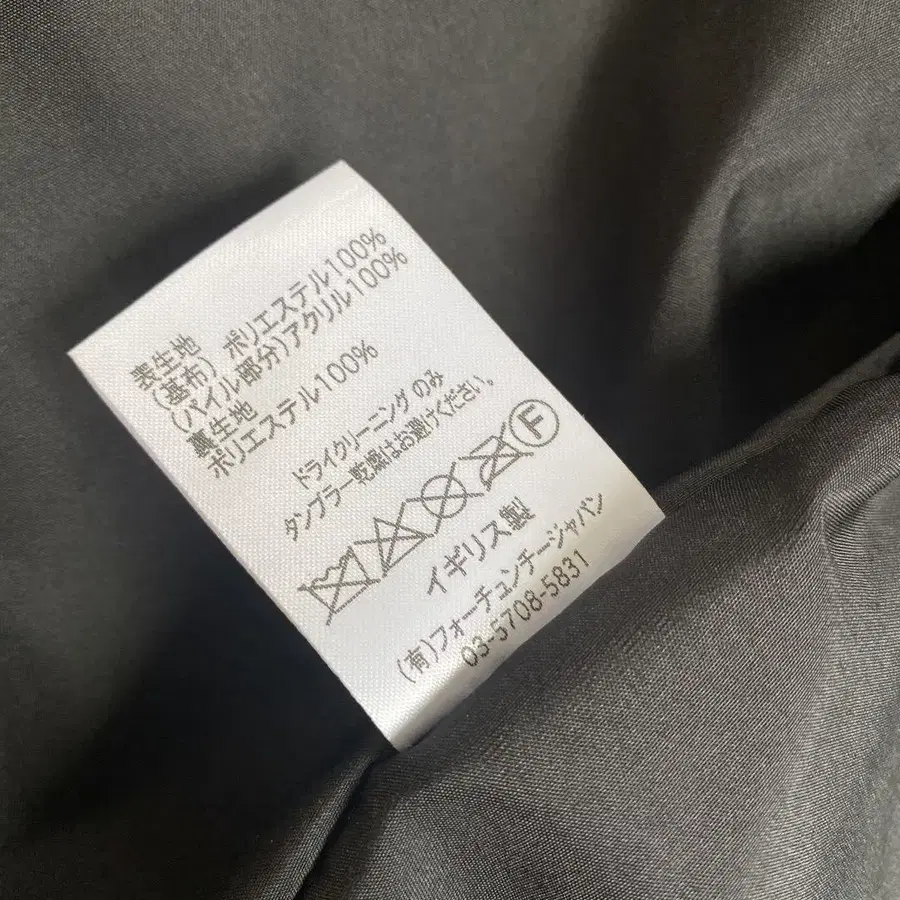 表生地
(基布) ポリエステル100%
(パイル部分)アクリル100%
裏生地
ポリエステル100%
ドライクリーニング のみ
タンブラー乾燥はお避けください。
F
イギリス製
(有)フォーチュンチージャパン
03-5708-5831